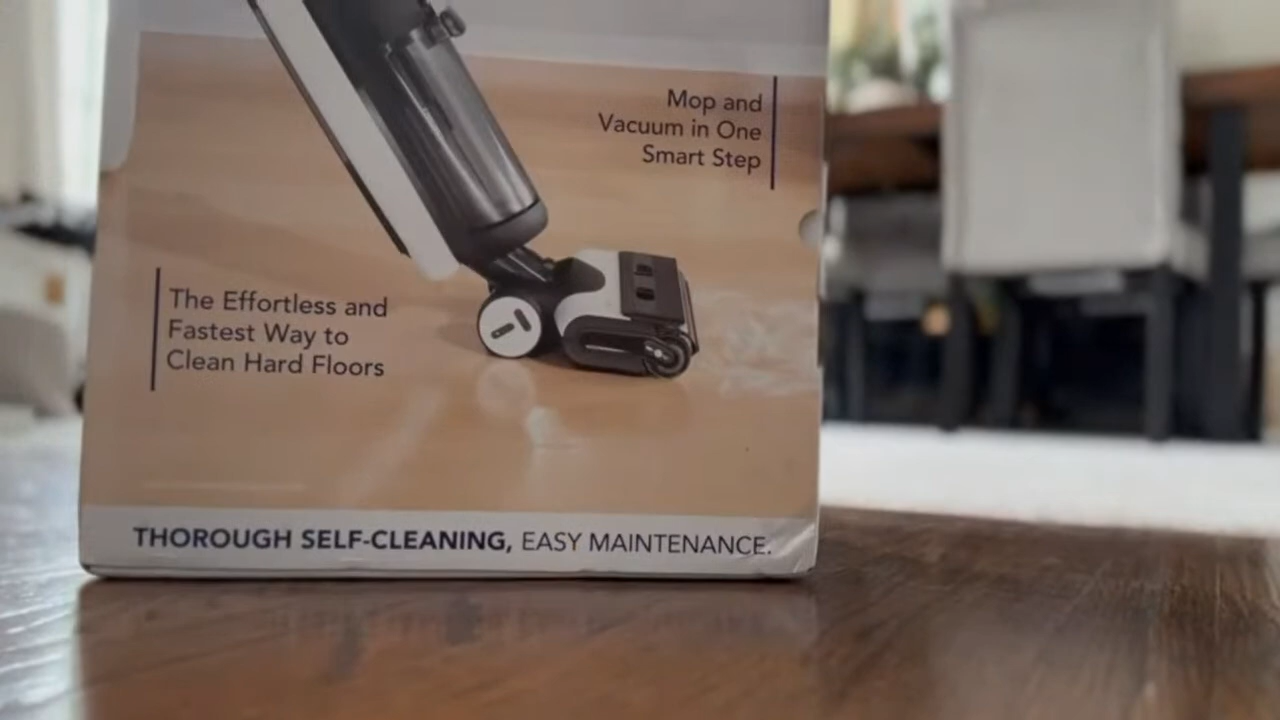 Mop and
Vacuum in One
Smart Step
The Effortless and
Fastest Way to
Clean Hard Floors
THOROUGH SELF-CLEANING, EASY MAINTENANCE.